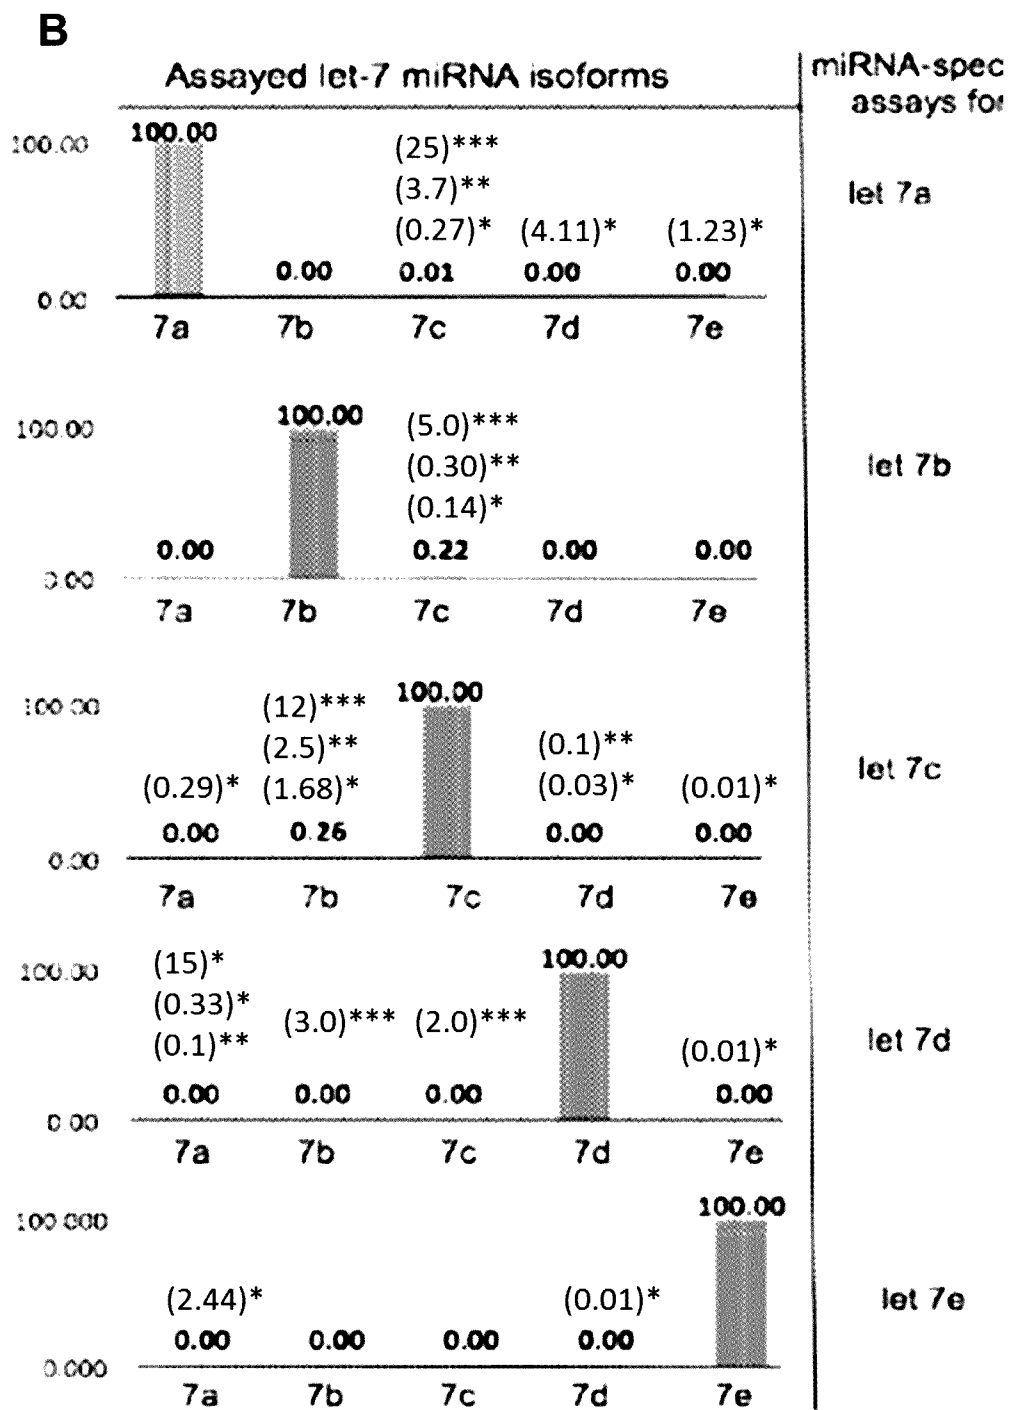 B
Assayed let-7 miRNA isoforms
miRNA-spec
assays for
100.00
100.00
(25)***
(3.7)**
(0.27)* (4.11)* (1.23)*
let 7a
0.00 0.01 0.00 0.00
0.00
7a 7b 7c 7d 7e
100.00
100.00
(5.0)***
(0.30)**
(0.14)*
let 7b
0.00 0.22 0.00 0.00
0.00
7a 7b 7c 7d 7e
100.00
100.00
(12)***
(2.5)** (0.1)**
(0.29)* (1.68)* (0.03)* (0.01)*
let 7c
0.00 0.26 0.00 0.00
0.00
7a 7b 7c 7d 7e
100.00
100.00
(15)*
(0.33)*
(0.1)** (3.0)*** (2.0)*** (0.01)*
let 7d
0.00 0.00 0.00 0.00
0.00
7a 7b 7c 7d 7e
100.000
100.00
(2.44)* (0.01)*
let 7e
0.00 0.00 0.00 0.00
0.000
7a 7b 7c 7d 7e